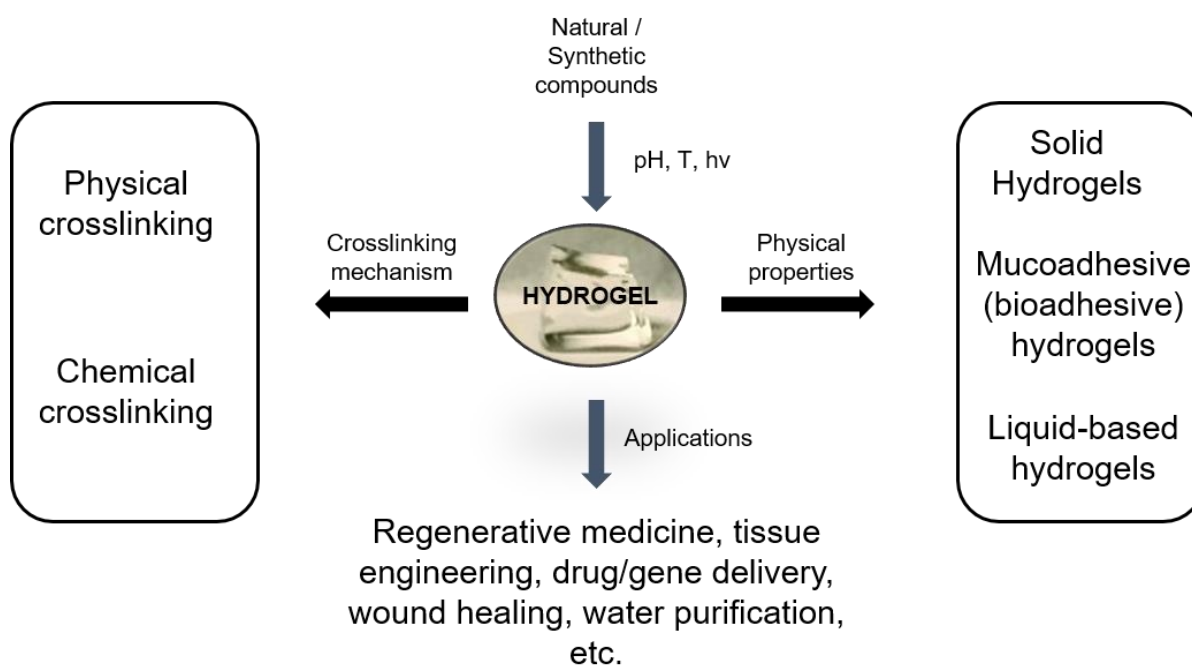 Natural /
Synthetic
compounds
pH, T, hv
Physical
crosslinking
Chemical
crosslinking
Crosslinking
mechanism
HYDROGEL
Physical
properties
Solid
Hydrogels
Mucoadhesive
(bioadhesive)
hydrogels
Liquid-based
hydrogels
Applications
Regenerative medicine, tissue
engineering, drug/gene delivery,
wound healing, water purification,
etc.